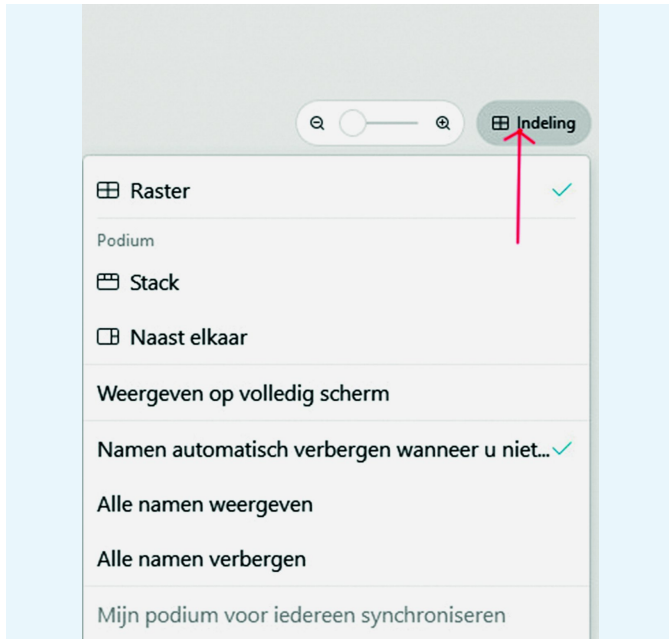 Indeling
Raster
Podium
Stack
Naast elkaar
Weergeven op volledig scherm
Namen automatisch verbergen wanneer u niet...
Alle namen weergeven
Alle namen verbergen
Mijn podium voor iedereen synchroniseren